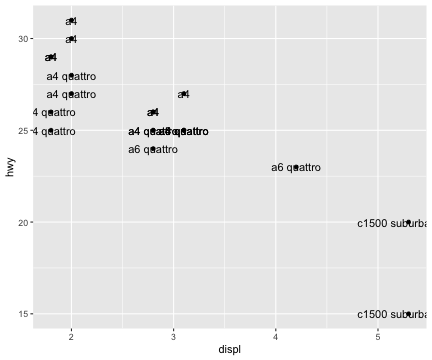 a4
30
a4
a4
a4 quattro
a4 quattro
a4
4 quattro
a4
4 quattro
a4 quattro
25
a6 quattro
a6 quattro
c1500 suburba
20
c1500 suburba
15
hwy
2
3
4
5
displ